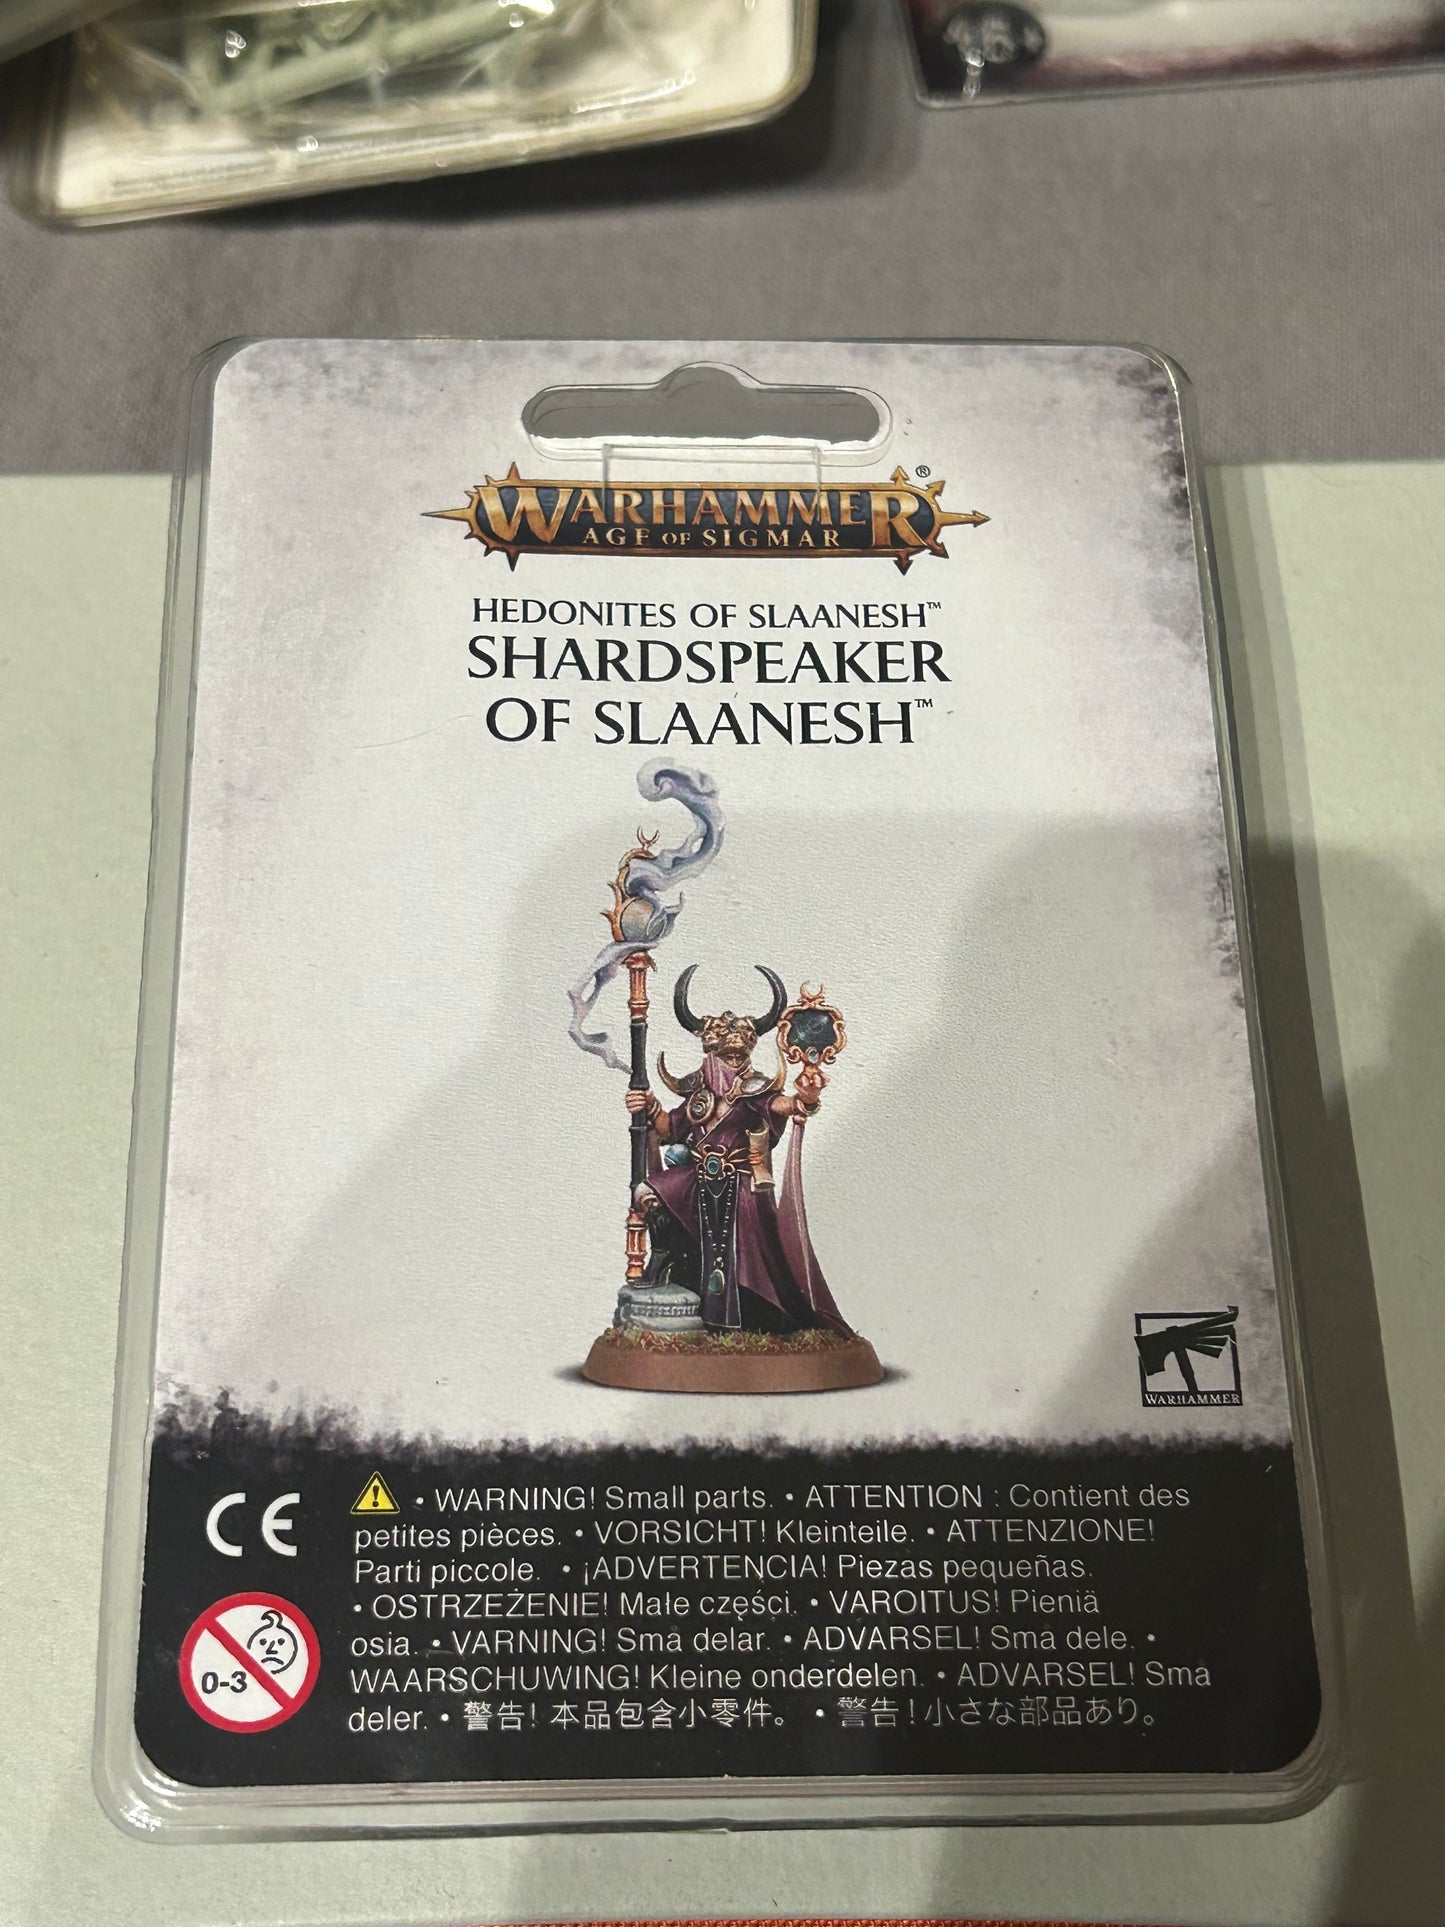 WARHAMMER®
AGE OF SIGMAR
HEDONITES OF SLAANESH™
SHARDSPEAKER
OF SLAANESH™
WARHAMMER
CE
⚠ • WARNING! Small parts. • ATTENTION : Contient des
petites pièces. • VORSICHT! Kleinteile. • ATTENZIONE!
Parti piccole. • ¡ADVERTENCIA! Piezas pequeñas.
• OSTRZEŻENIE! Małe części. • VAROITUS! Pieniä
osia. • VARNING! Små delar. • ADVARSEL! Små dele. •
WAARSCHUWING! Kleine onderdelen. • ADVARSEL! Små
deler. • 警告! 本品包含小零件。 • 警告!小さな部品あり。
0-3